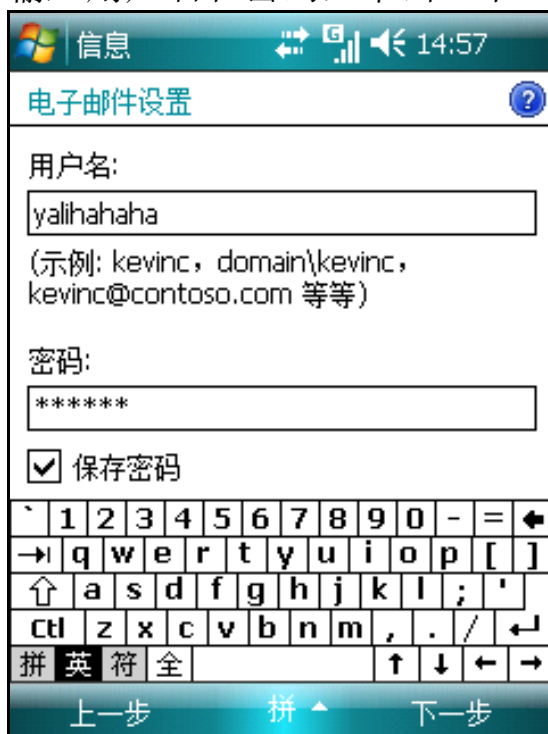 信息 G 14:57
电子邮件设置 ?
用户名:
yalihahaha
(示例: kevinc，domain\kevinc，
kevinc@contoso.com 等等)
密码:
******
保存密码
` 1 2 3 4 5 6 7 8 9 0 - =
q w e r t y u i o p [ ]
a s d f g h j k l ; '
Ctl z x c v b n m , . /
拼 英 符 全
上一步 拼 下一步